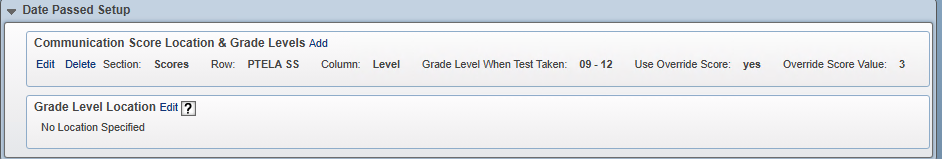 Date Passed Setup
Communication Score Location & Grade Levels Add
Edit Delete Section: Scores Row: PTELA SS Column: Level Grade Level When Test Taken: 09 - 12 Use Override Score: yes Override Score Value: 3
Grade Level Location Edit ?
No Location Specified